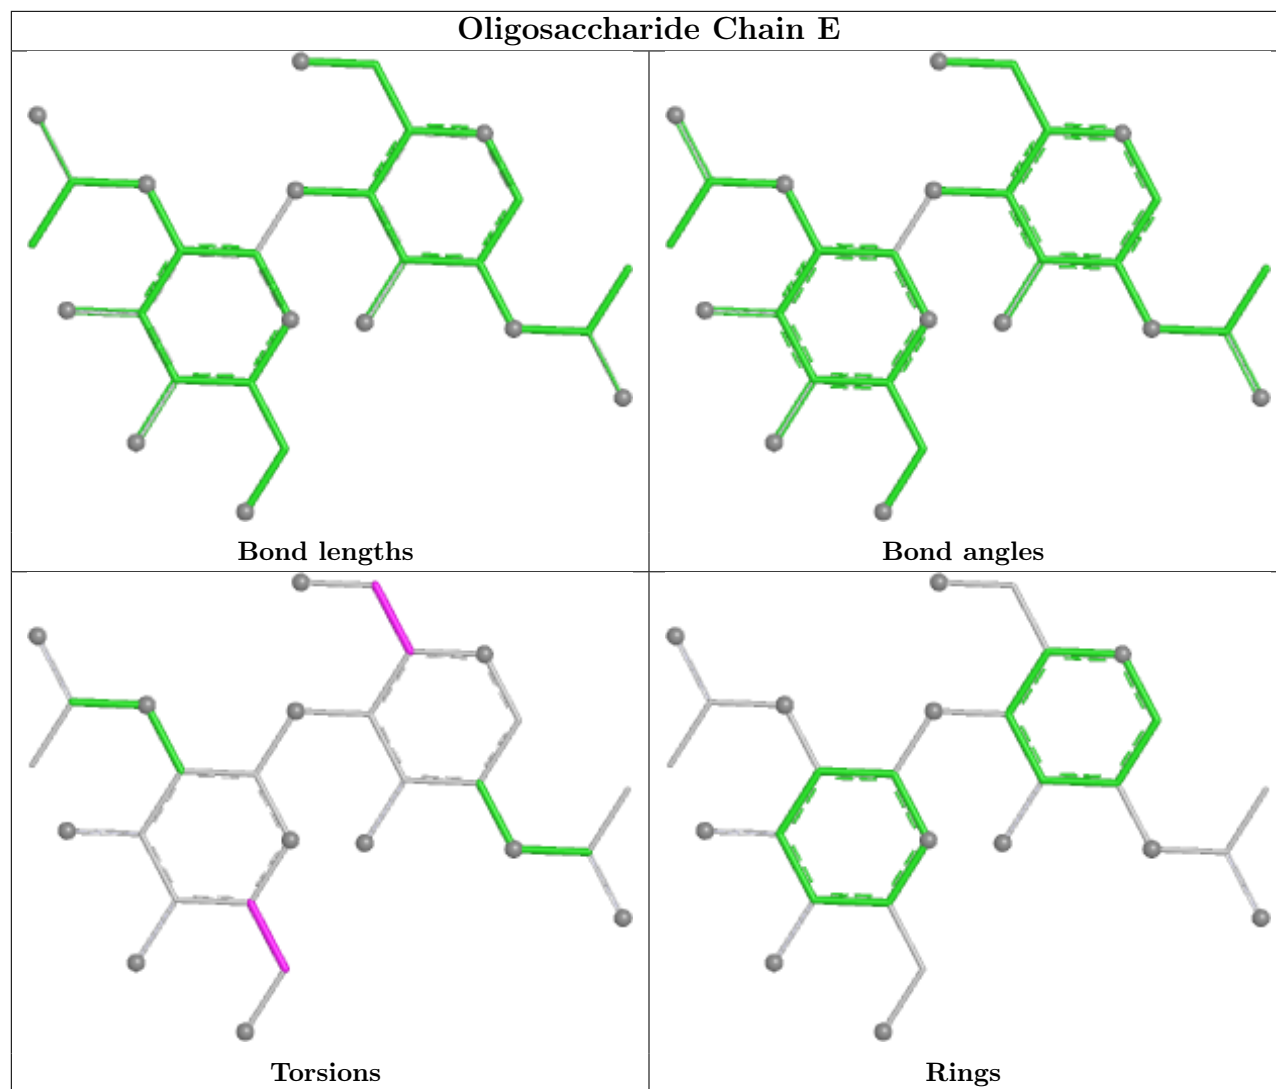 Oligosaccharide Chain E
Bond lengths
Bond angles
Torsions
Rings